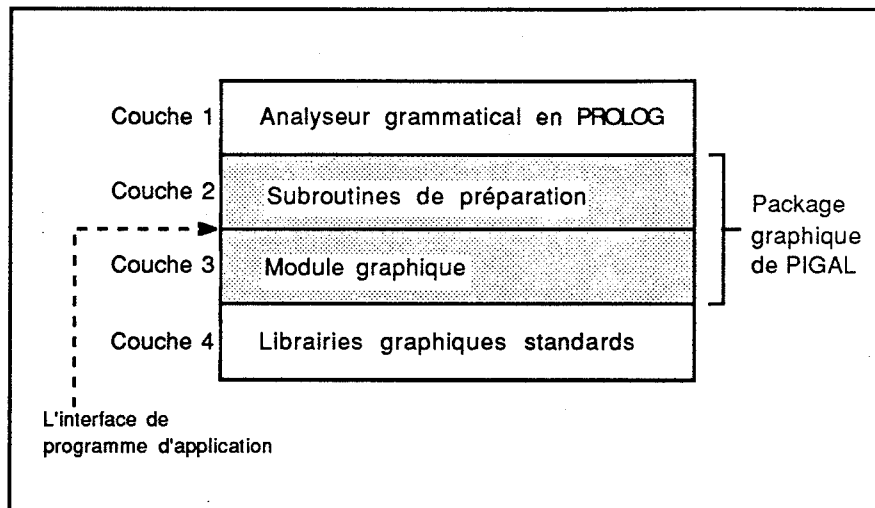 Couche 1 Analyseur grammatical en PROLOG
Couche 2 Subroutines de préparation
Couche 3 Module graphique
Couche 4 Librairies graphiques standards
Package
graphique
de PIGAL
L'interface de
programme d'application